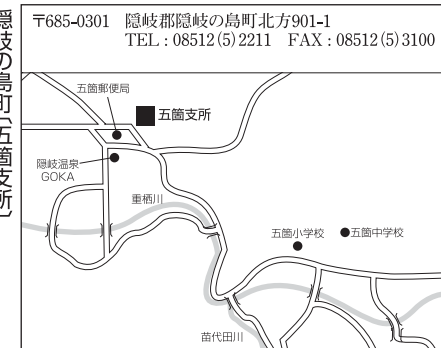 隠岐の島町〔五箇支所〕
〒685-0301 隠岐郡隠岐の島町北方901-1
TEL : 08512(5)2211 FAX : 08512(5)3100
五箇郵便局
五箇支所
隠岐温泉
GOKA
重栖川
五箇小学校
五箇中学校
苗代田川